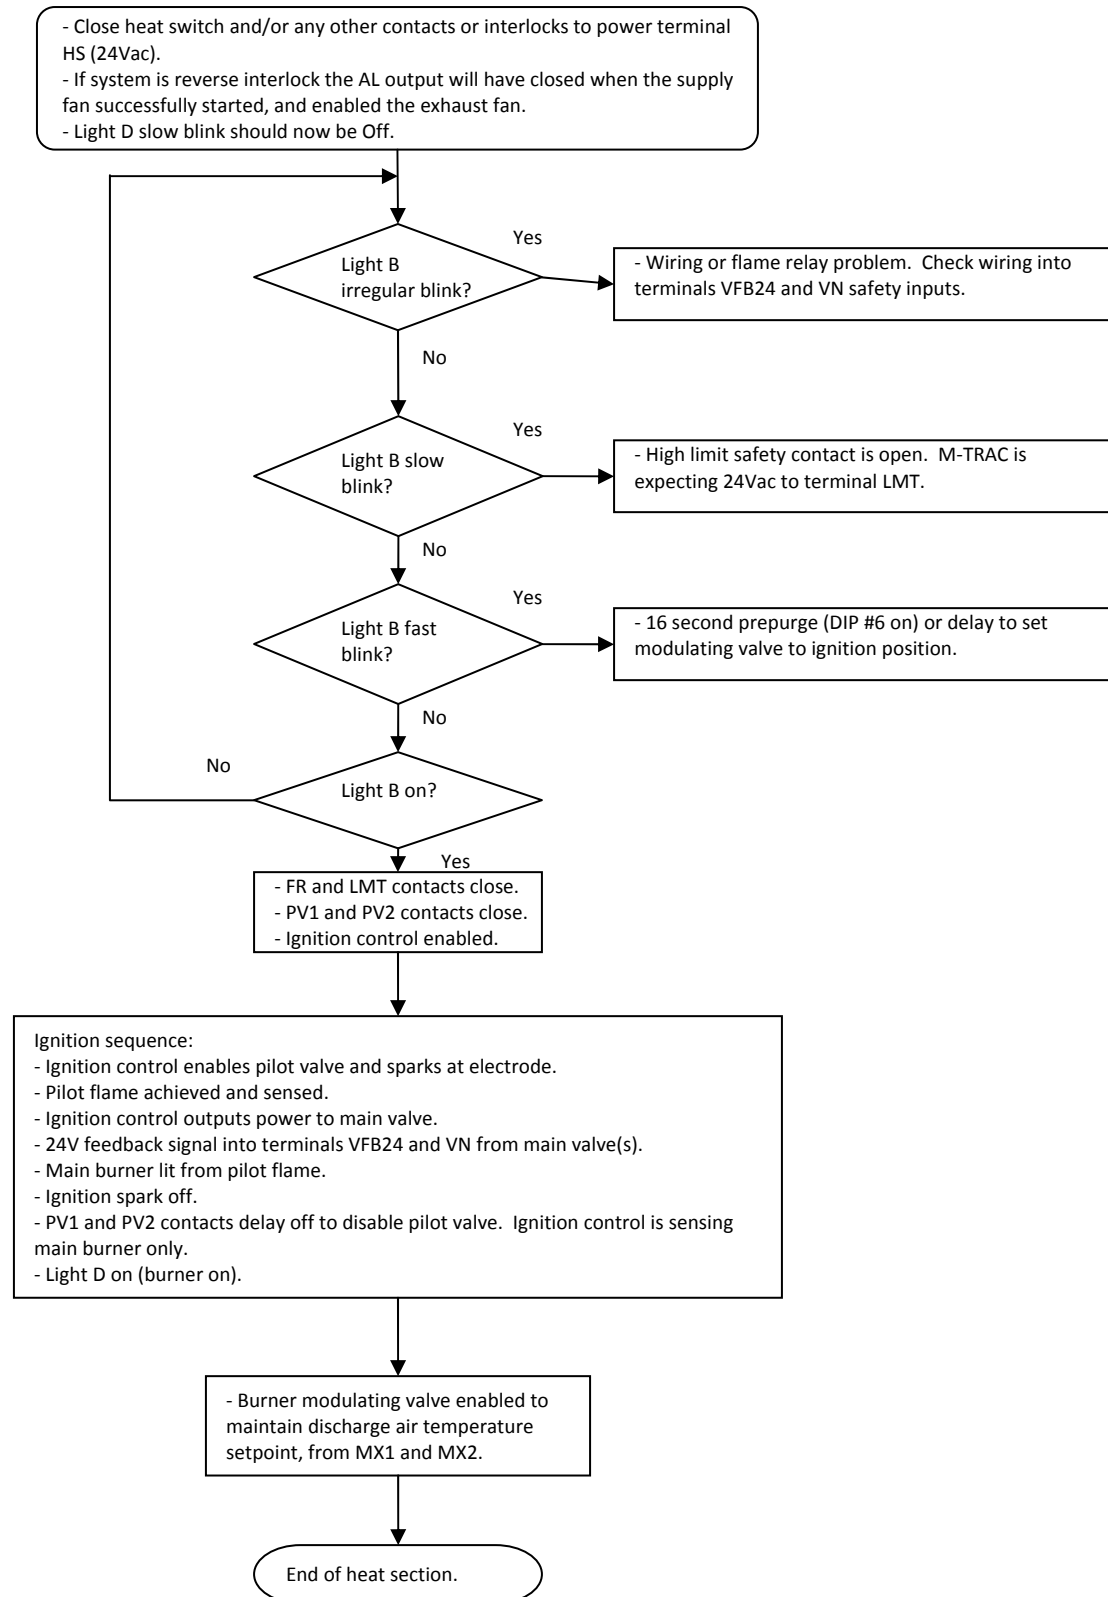 - Close heat switch and/or any other contacts or interlocks to power terminal
HS (24Vac).
- If system is reverse interlock the AL output will have closed when the supply
fan successfully started, and enabled the exhaust fan.
- Light D slow blink should now be Off.
Light B
irregular blink?
Yes
- Wiring or flame relay problem.  Check wiring into
terminals VFB24 and VN safety inputs.
No
Light B slow
blink?
Yes
- High limit safety contact is open.  M-TRAC is
expecting 24Vac to terminal LMT.
No
Light B fast
blink?
Yes
- 16 second prepurge (DIP #6 on) or delay to set
modulating valve to ignition position.
No
Light B on?
No
Yes
- FR and LMT contacts close.
- PV1 and PV2 contacts close.
- Ignition control enabled.
Ignition sequence:
- Ignition control enables pilot valve and sparks at electrode.
- Pilot flame achieved and sensed.
- Ignition control outputs power to main valve.
- 24V feedback signal into terminals VFB24 and VN from main valve(s).
- Main burner lit from pilot flame.
- Ignition spark off.
- PV1 and PV2 contacts delay off to disable pilot valve.  Ignition control is sensing
main burner only.
- Light D on (burner on).
- Burner modulating valve enabled to
maintain discharge air temperature
setpoint, from MX1 and MX2.
End of heat section.